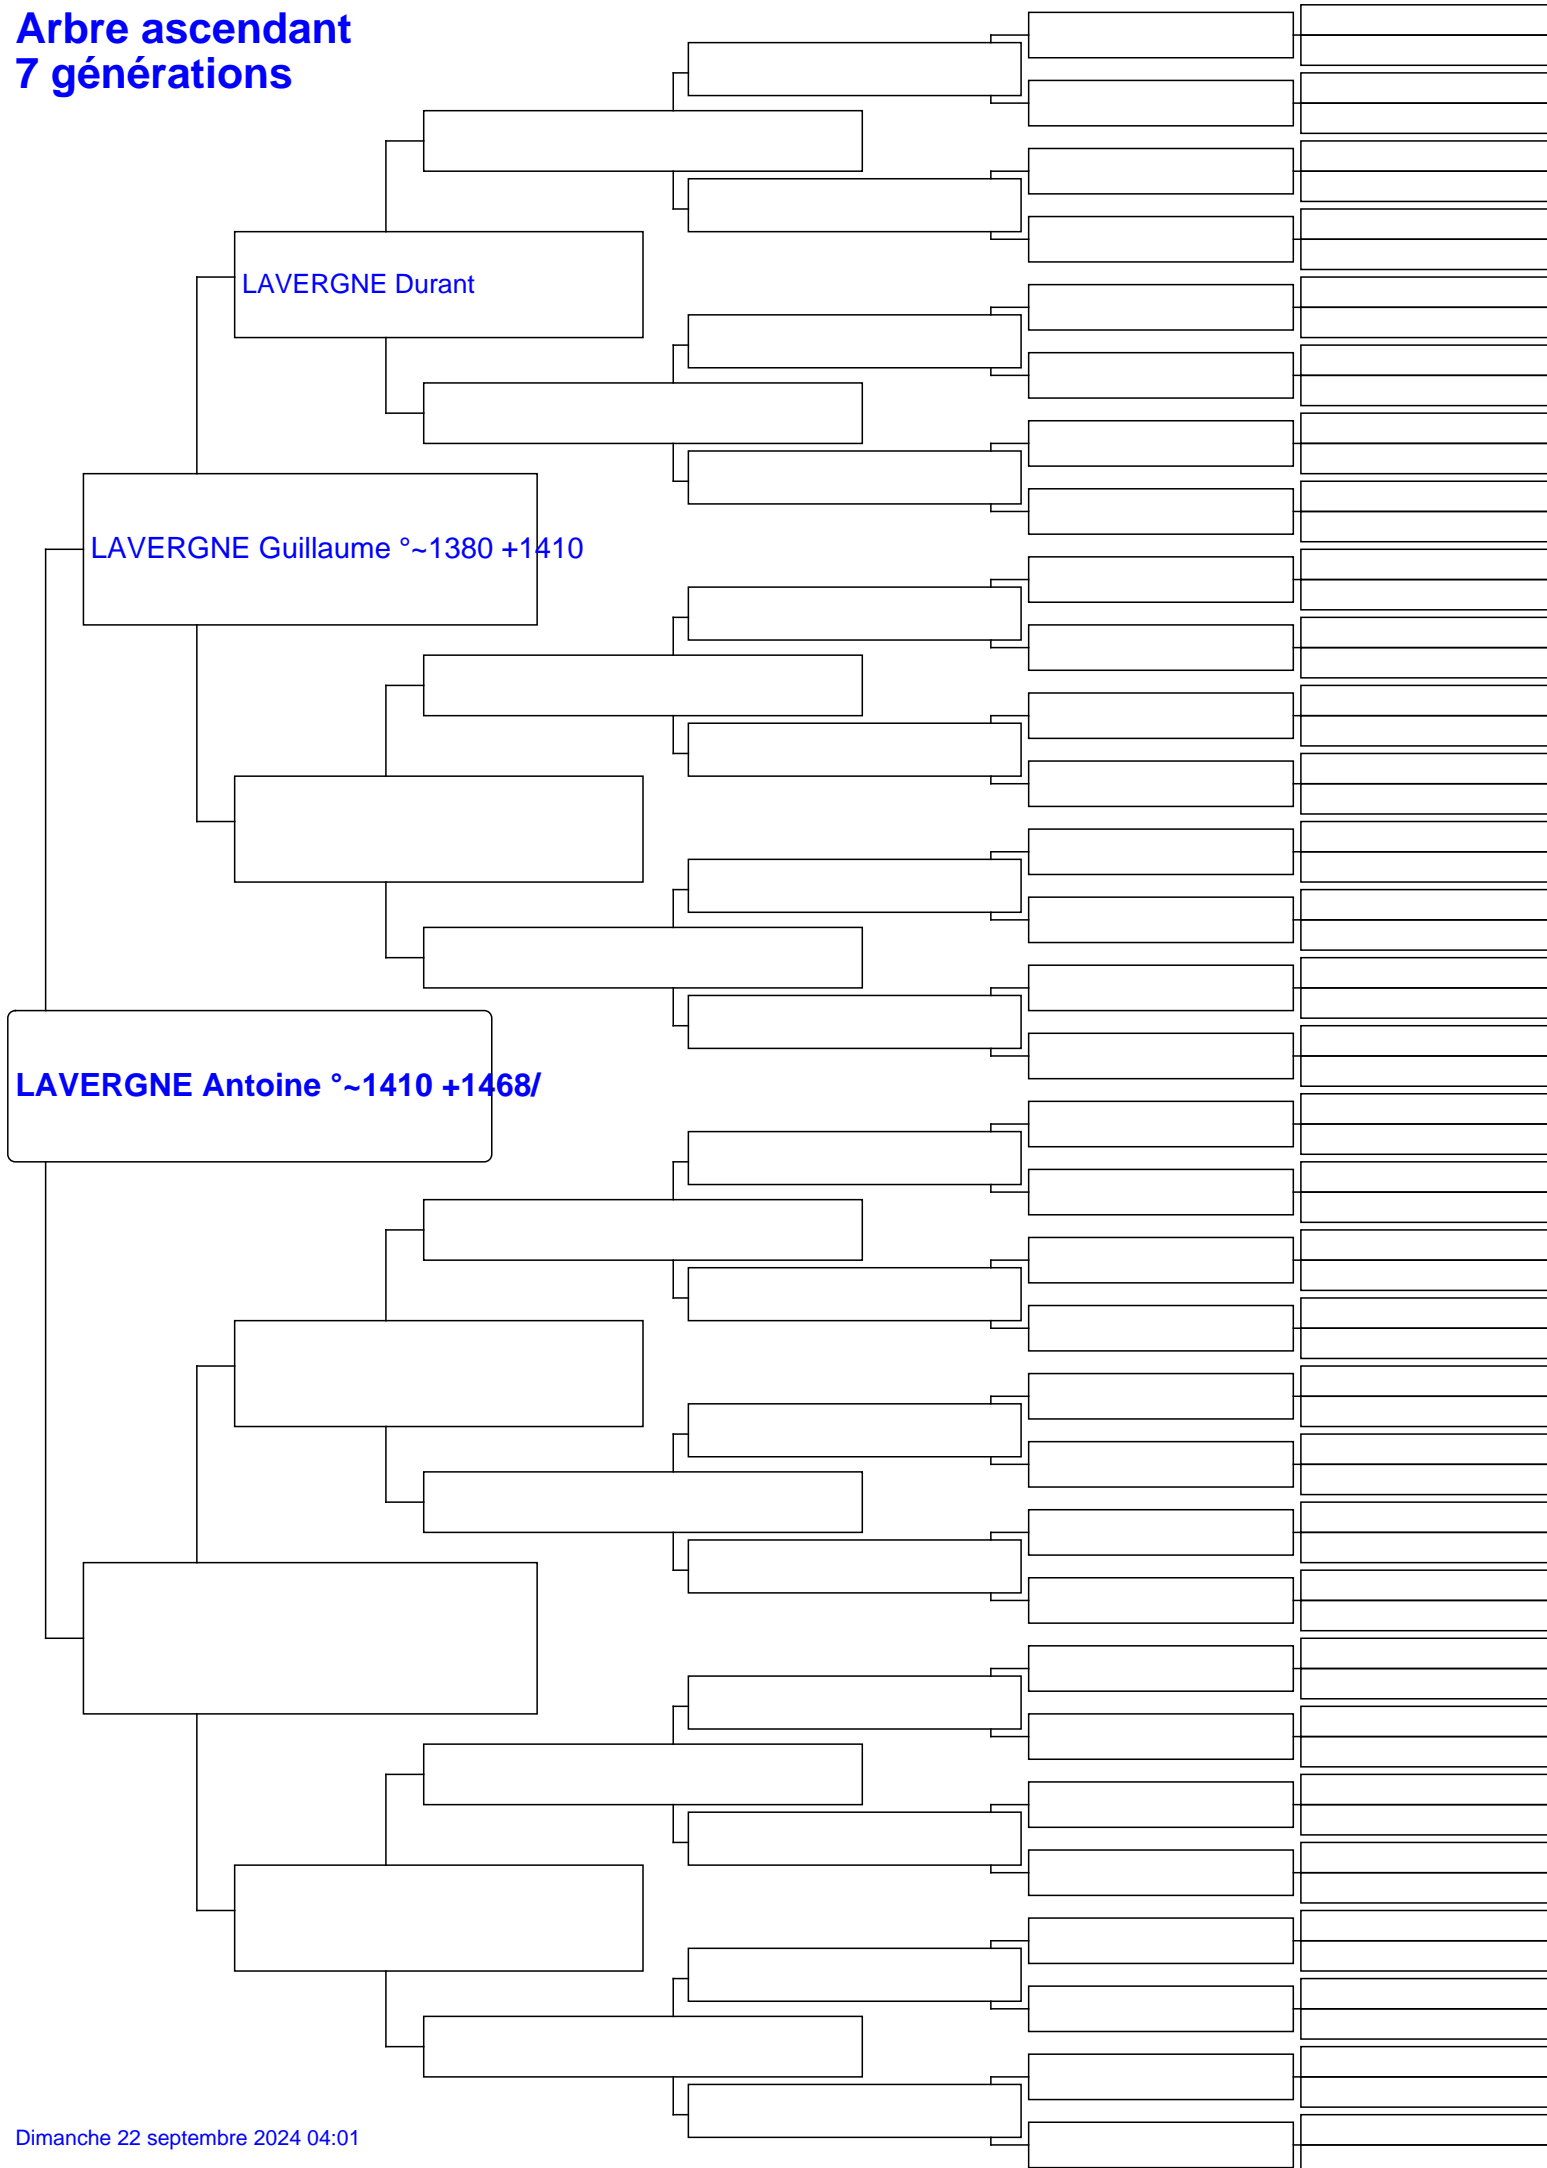 Arbre ascendant
7 générations
LAVERGNE Durant
LAVERGNE Guillaume °~1380 +1410
LAVERGNE Antoine °~1410 +1468/
Dimanche 22 septembre 2024 04:01